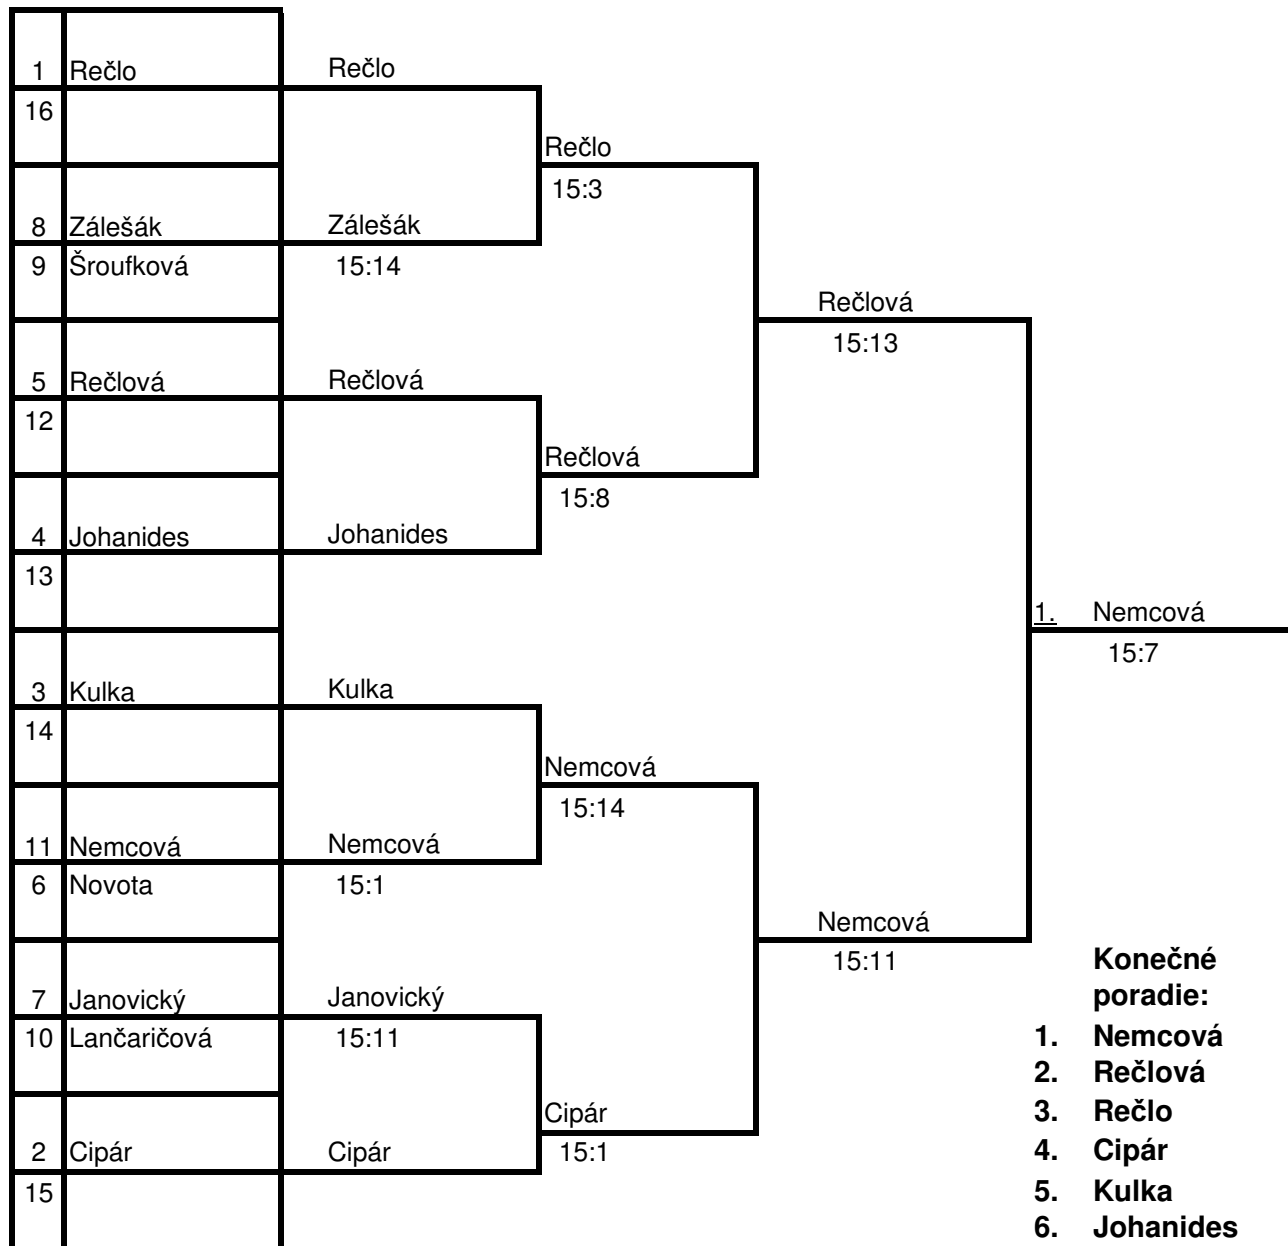 1 Rečlo Rečlo
16
Rečlo
15:3
8 Zálešák Zálešák
9 Šroufková 15:14
Rečlová
15:13
5 Rečlová Rečlová
12
Rečlová
15:8
4 Johanides Johanides
13
1. Nemcová
15:7
3 Kulka Kulka
14
Nemcová
15:14
11 Nemcová Nemcová
6 Novota 15:1
Nemcová
15:11
7 Janovický Janovický
10 Lančaričová 15:11
Cipár
15:1
2 Cipár Cipár
15
Konečné
poradie:
1. Nemcová
2. Rečlová
3. Rečlo
4. Cipár
5. Kulka
6. Johanides